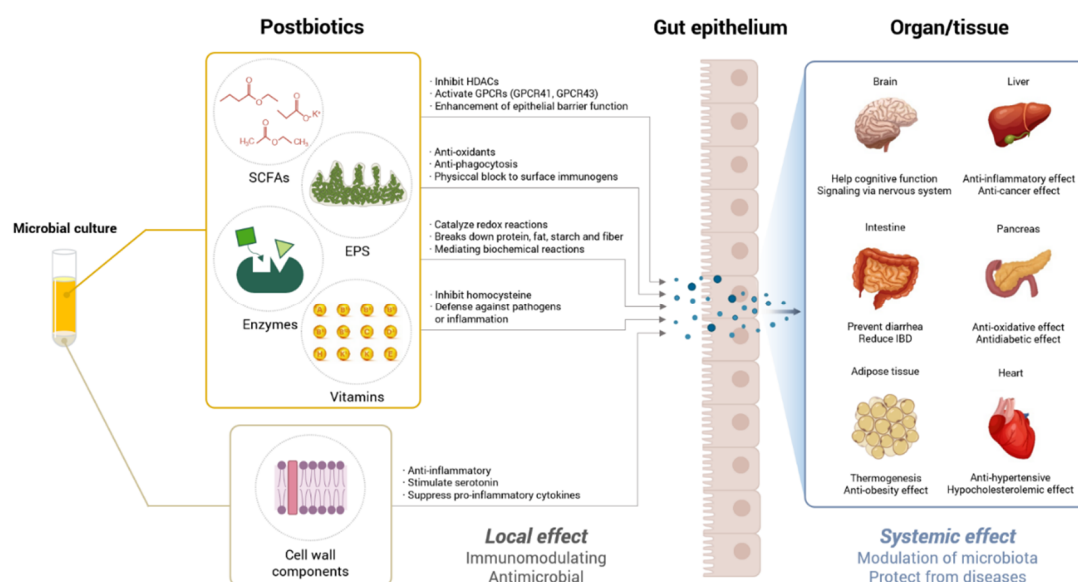 Postbiotics
Gut epithelium
Organ/tissue
Microbial culture
O
O
O
O-K+
O
H₃C
O
CH₃
SCFAs
EPS
Enzymes
Vitamins
Cell wall
components
· Inhibit HDACs
· Activate GPCRs (GPCR41, GPCR43)
· Enhancement of epithelial barrier function
· Anti-oxidants
· Anti-phagocytosis
· Physiccal block to surface immunogens
· Catalyze redox reactions
· Breaks down protein, fat, starch and fiber
· Mediating biochemical reactions
· Inhibit homocysteine
· Defense against pathogens
or inflammation
· Anti-inflammatory
· Stimulate serotonin
· Suppress pro-inflammatory cytokines
Local effect
Immunomodulating
Antimicrobial
Brain
Help cognitive function
Signaling via nervous system
Liver
Anti-inflammatory effect
Anti-cancer effect
Intestine
Prevent diarrhea
Reduce IBD
Pancreas
Anti-oxidative effect
Antidiabetic effect
Adipose tissue
Thermogenesis
Anti-obesity effect
Heart
Anti-hypertensive
Hypocholesterolemic effect
Systemic effect
Modulation of microbiota
Protect from diseases